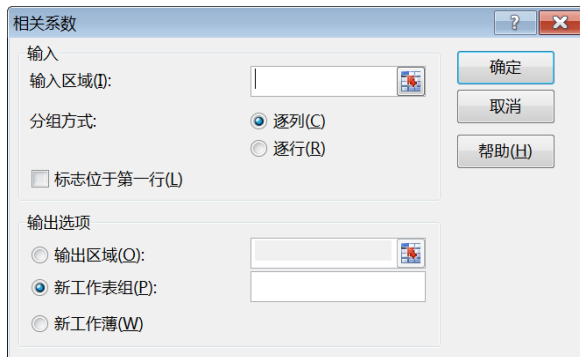 相关系数
输入
输入区域(I):
确定
取消
分组方式:
逐列(C)
逐行(R)
帮助(H)
标志位于第一行(L)
输出选项
输出区域(O):
新工作表组(P):
新工作薄(W)